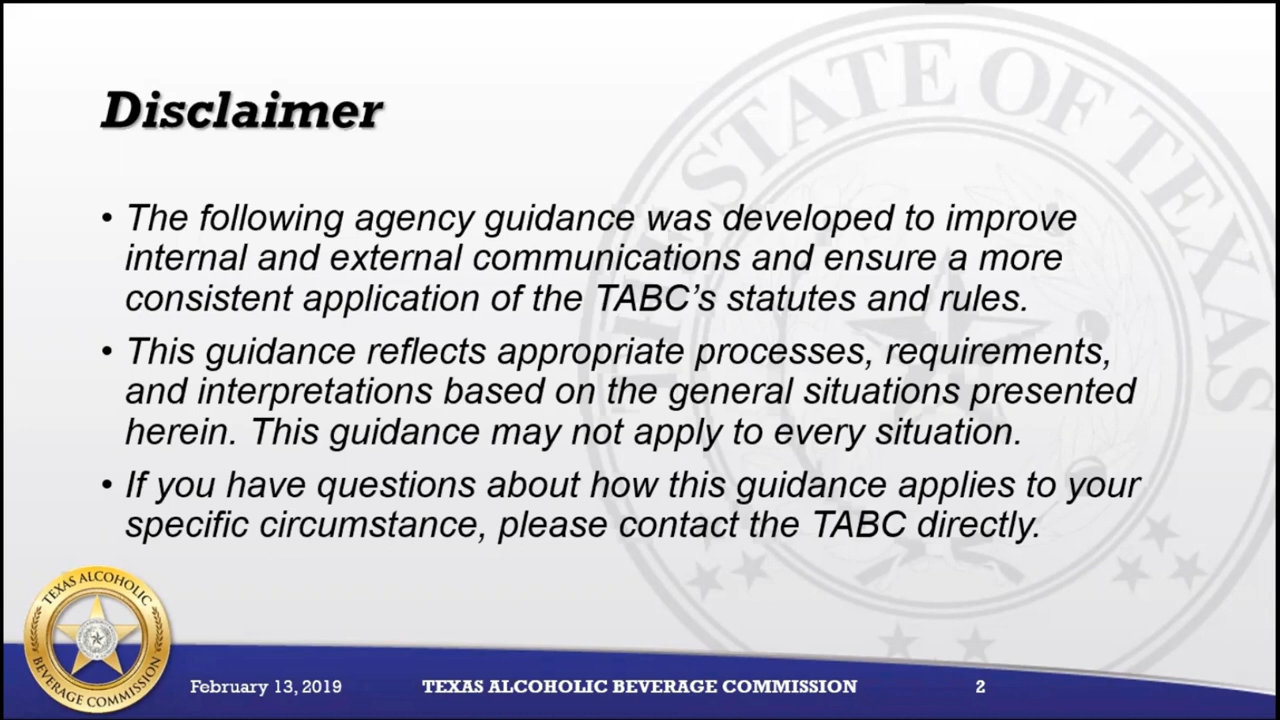 Disclaimer
• The following agency guidance was developed to improve
internal and external communications and ensure a more
consistent application of the TABC’s statutes and rules.
• This guidance reflects appropriate processes, requirements,
and interpretations based on the general situations presented
herein. This guidance may not apply to every situation.
• If you have questions about how this guidance applies to your
specific circumstance, please contact the TABC directly.
THE STATE OF TEXAS
TEXAS ALCOHOLIC
BEVERAGE COMMISSION
February 13, 2019
TEXAS ALCOHOLIC BEVERAGE COMMISSION
2